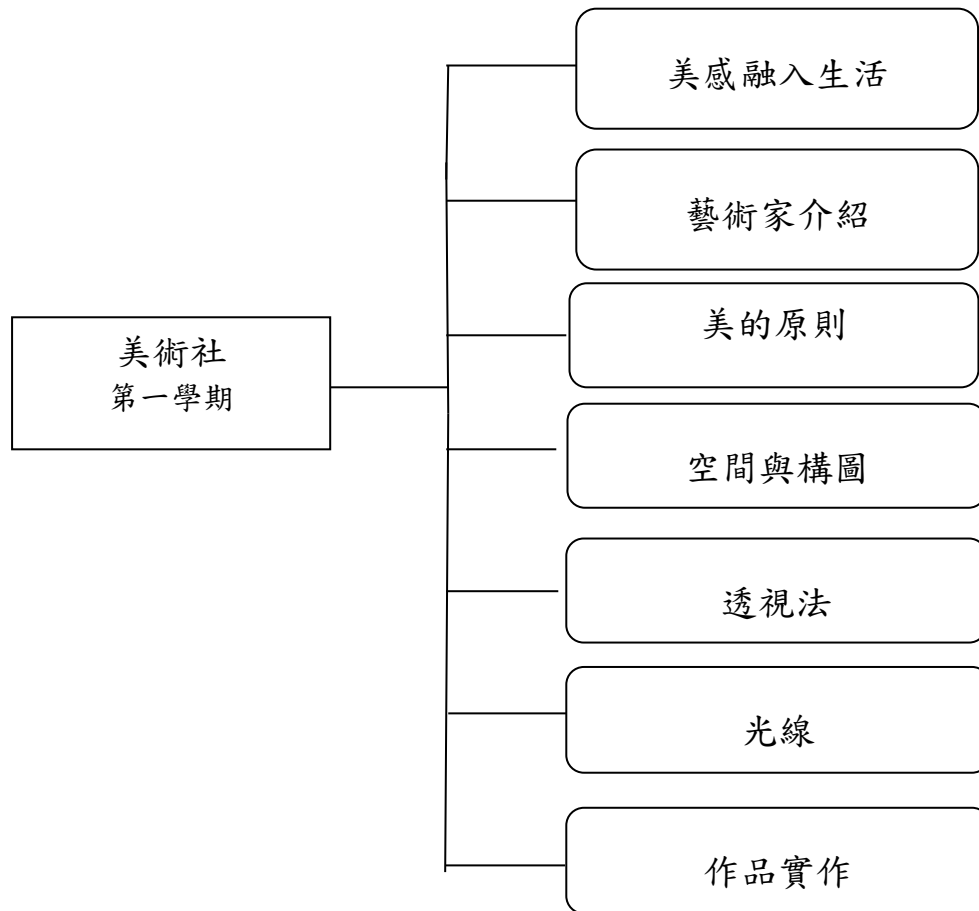 美感融入生活
藝術家介紹
美的原則
美術社
第一學期
空間與構圖
透視法
光線
作品實作